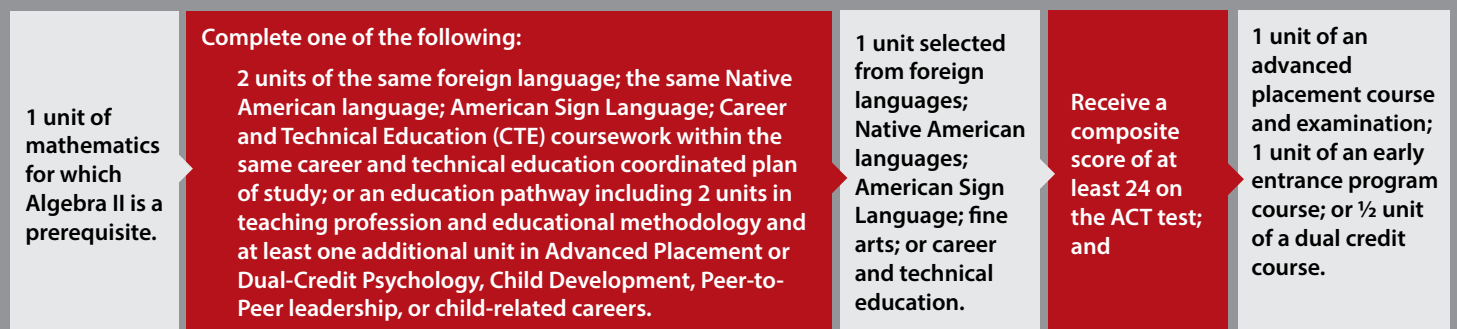 1 unit of
mathematics
for which
Algebra II is a
prerequisite.
Complete one of the following:
2 units of the same foreign language; the same Native
American language; American Sign Language; Career
and Technical Education (CTE) coursework within the
same career and technical education coordinated plan
of study; or an education pathway including 2 units in
teaching profession and educational methodology and
at least one additional unit in Advanced Placement or
Dual-Credit Psychology, Child Development, Peer-to-
Peer leadership, or child-related careers.
1 unit selected
from foreign
languages;
Native American
languages;
American Sign
Language; fine
arts; or career
and technical
education.
Receive a
composite
score of at
least 24 on
the ACT test;
and
1 unit of an
advanced
placement course
and examination;
1 unit of an early
entrance program
course; or ½ unit
of a dual credit
course.